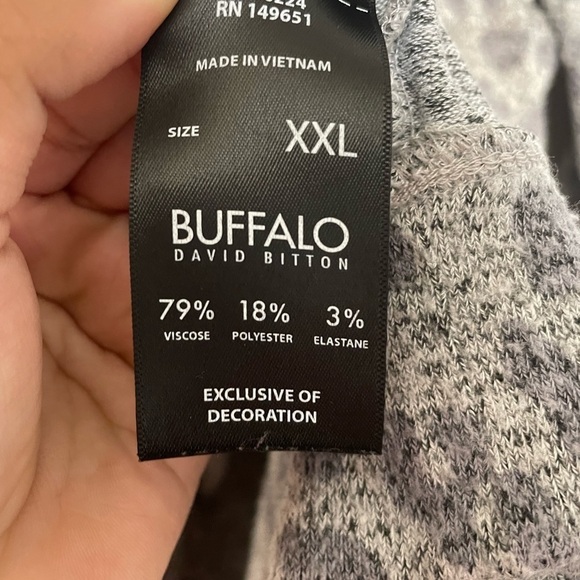 RN 149651
MADE IN VIETNAM
SIZE XXL
BUFFALO
DAVID BITTON
79% 18% 3%
VISCOSE POLYESTER ELASTANE
EXCLUSIVE OF
DECORATION